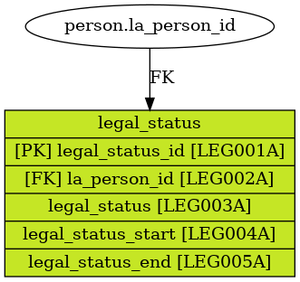 person.la_person_id
FK
legal_status
[PK] legal_status_id [LEG001A]
[FK] la_person_id [LEG002A]
legal_status [LEG003A]
legal_status_start [LEG004A]
legal_status_end [LEG005A]